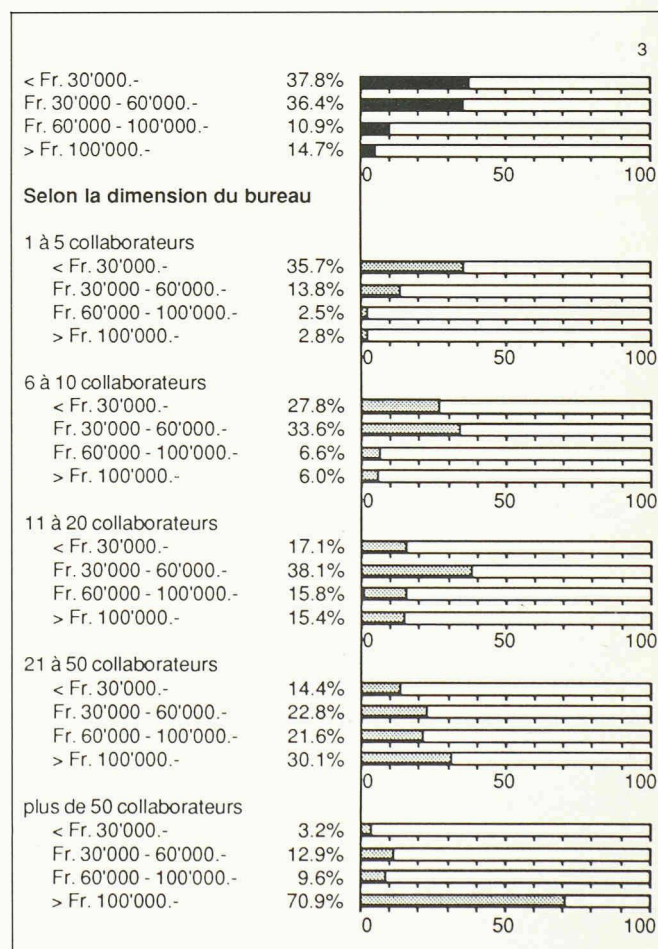 3
< Fr. 30'000.- 37.8%
Fr. 30'000 - 60'000.- 36.4%
Fr. 60'000 - 100'000.- 10.9%
> Fr. 100'000.- 14.7%
0 50 100
Selon la dimension du bureau
1 à 5 collaborateurs
< Fr. 30'000.- 35.7%
Fr. 30'000 - 60'000.- 13.8%
Fr. 60'000 - 100'000.- 2.5%
> Fr. 100'000.- 2.8%
0 50 100
6 à 10 collaborateurs
< Fr. 30'000.- 27.8%
Fr. 30'000 - 60'000.- 33.6%
Fr. 60'000 - 100'000.- 6.6%
> Fr. 100'000.- 6.0%
0 50 100
11 à 20 collaborateurs
< Fr. 30'000.- 17.1%
Fr. 30'000 - 60'000.- 38.1%
Fr. 60'000 - 100'000.- 15.8%
> Fr. 100'000.- 15.4%
0 50 100
21 à 50 collaborateurs
< Fr. 30'000.- 14.4%
Fr. 30'000 - 60'000.- 22.8%
Fr. 60'000 - 100'000.- 21.6%
> Fr. 100'000.- 30.1%
0 50 100
plus de 50 collaborateurs
< Fr. 30'000.- 3.2%
Fr. 30'000 - 60'000.- 12.9%
Fr. 60'000 - 100'000.- 9.6%
> Fr. 100'000.- 70.9%
0 50 100